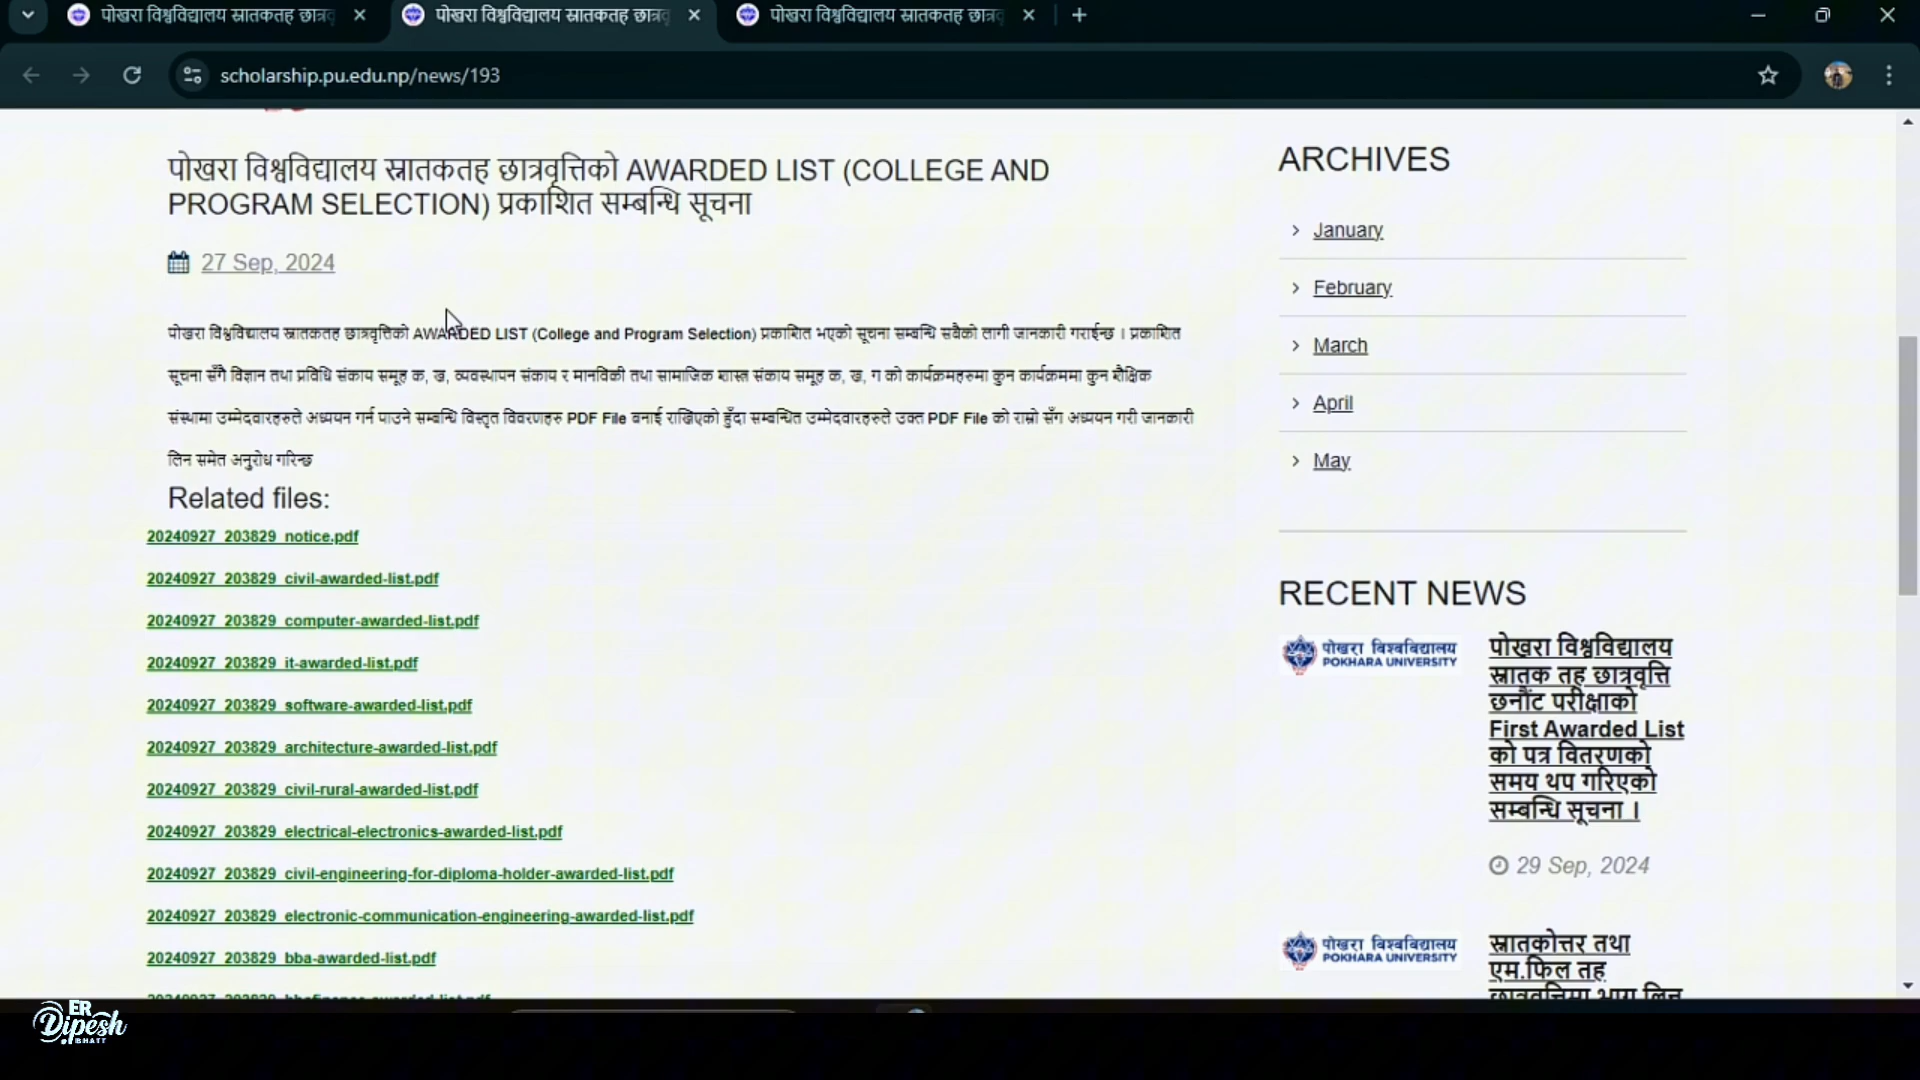 पोखरा विश्वविद्यालय स्नातकतह छात्रवृ
पोखरा विश्वविद्यालय स्नातकतह छात्रवृ
पोखरा विश्वविद्यालय स्नातकतह छात्रवृ
scholarship.pu.edu.np/news/193
पोखरा विश्वविद्यालय स्नातकतह छात्रवृत्तिको AWARDED LIST (COLLEGE AND
PROGRAM SELECTION) प्रकाशित सम्बन्धि सूचना
27 Sep, 2024
पोखरा विश्वविद्यालय स्नातकतह छात्रवृत्तिको AWARDED LIST (College and Program Selection) प्रकाशित भएको सूचना सम्बन्धि सबैको लागी जानकारी गराईन्छ । प्रकाशित
सूचना सँगै विज्ञान तथा प्रविधि संकाय समूह क, ख, व्यवस्थापन संकाय र मानविकी तथा सामाजिक शास्त्र संकाय समूह क, ख, ग को कार्यक्रमहरुमा कुन कार्यक्रममा कुन शैक्षिक
संस्थामा उम्मेदवारहरुले अध्ययन गर्न पाउने सम्बन्धि विस्तृत विवरणहरु PDF File बनाई राखिएको हुँदा सम्बन्धित उम्मेदवारहरुले उक्त PDF File को राम्रो सँग अध्ययन गरी जानकारी
लिन समेत अनुरोध गरिन्छ
Related files:
20240927_203829_notice.pdf
20240927_203829_civil-awarded-list.pdf
20240927_203829_computer-awarded-list.pdf
20240927_203829_it-awarded-list.pdf
20240927_203829_software-awarded-list.pdf
20240927_203829_architecture-awarded-list.pdf
20240927_203829_civil-rural-awarded-list.pdf
20240927_203829_electrical-electronics-awarded-list.pdf
20240927_203829_civil-engineering-for-diploma-holder-awarded-list.pdf
20240927_203829_electronic-communication-engineering-awarded-list.pdf
20240927_203829_bba-awarded-list.pdf
ARCHIVES
January
February
March
April
May
RECENT NEWS
पोखरा विश्वविद्यालय
POKHARA UNIVERSITY
पोखरा विश्वविद्यालय
स्नातक तह छात्रवृत्ति
छनौंट परीक्षाको
First Awarded List
को पत्र वितरणको
समय थप गरिएको
सम्बन्धि सूचना ।
29 Sep, 2024
पोखरा विश्वविद्यालय
POKHARA UNIVERSITY
स्नातकोत्तर तथा
एम.फिल तह
छात्रवृत्तिमा भाग लिन
ER
Dipesh
BHATT